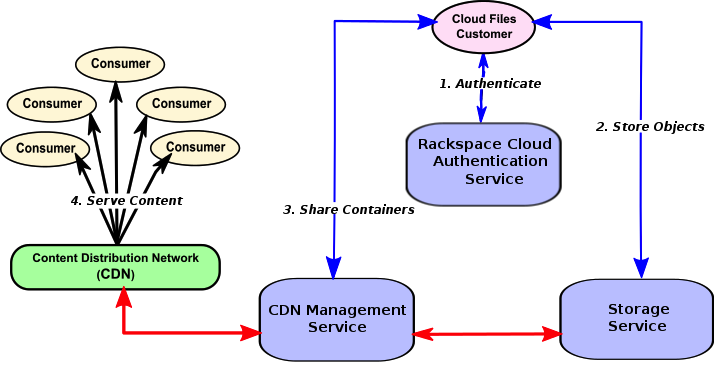 Cloud Files
Customer
Consumer
1. Authenticate
Consumer
Consumer
2. Store Objects
Consumer
Consumer
Rackspace Cloud
Authentication
Service
4. Serve Content
3. Share Containers
Content Distribution Network
(CDN)
CDN Management
Service
Storage
Service